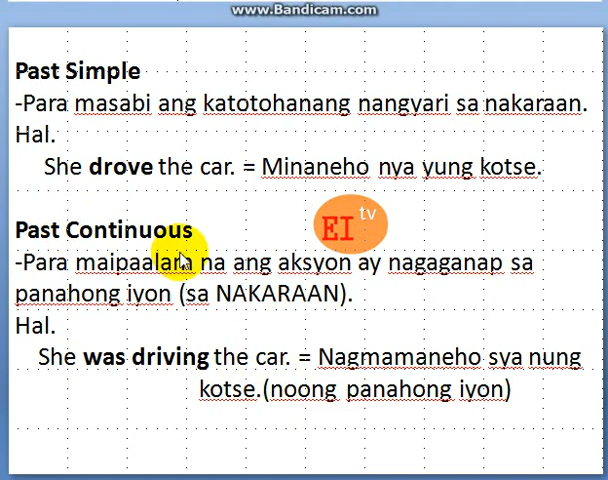 www.Bandicam.com
Past Simple
-Para masabi ang katotohanang nangyari sa nakaraan.
Hal.
She drove the car. = Minaneho nya yung kotse.
EI tv
Past Continuous
-Para maipaalam na ang aksyon ay nagaganap sa
panahong iyon (sa NAKARAAN).
Hal.
She was driving the car. = Nagmamaneho sya nung
kotse.(noong panahong iyon)